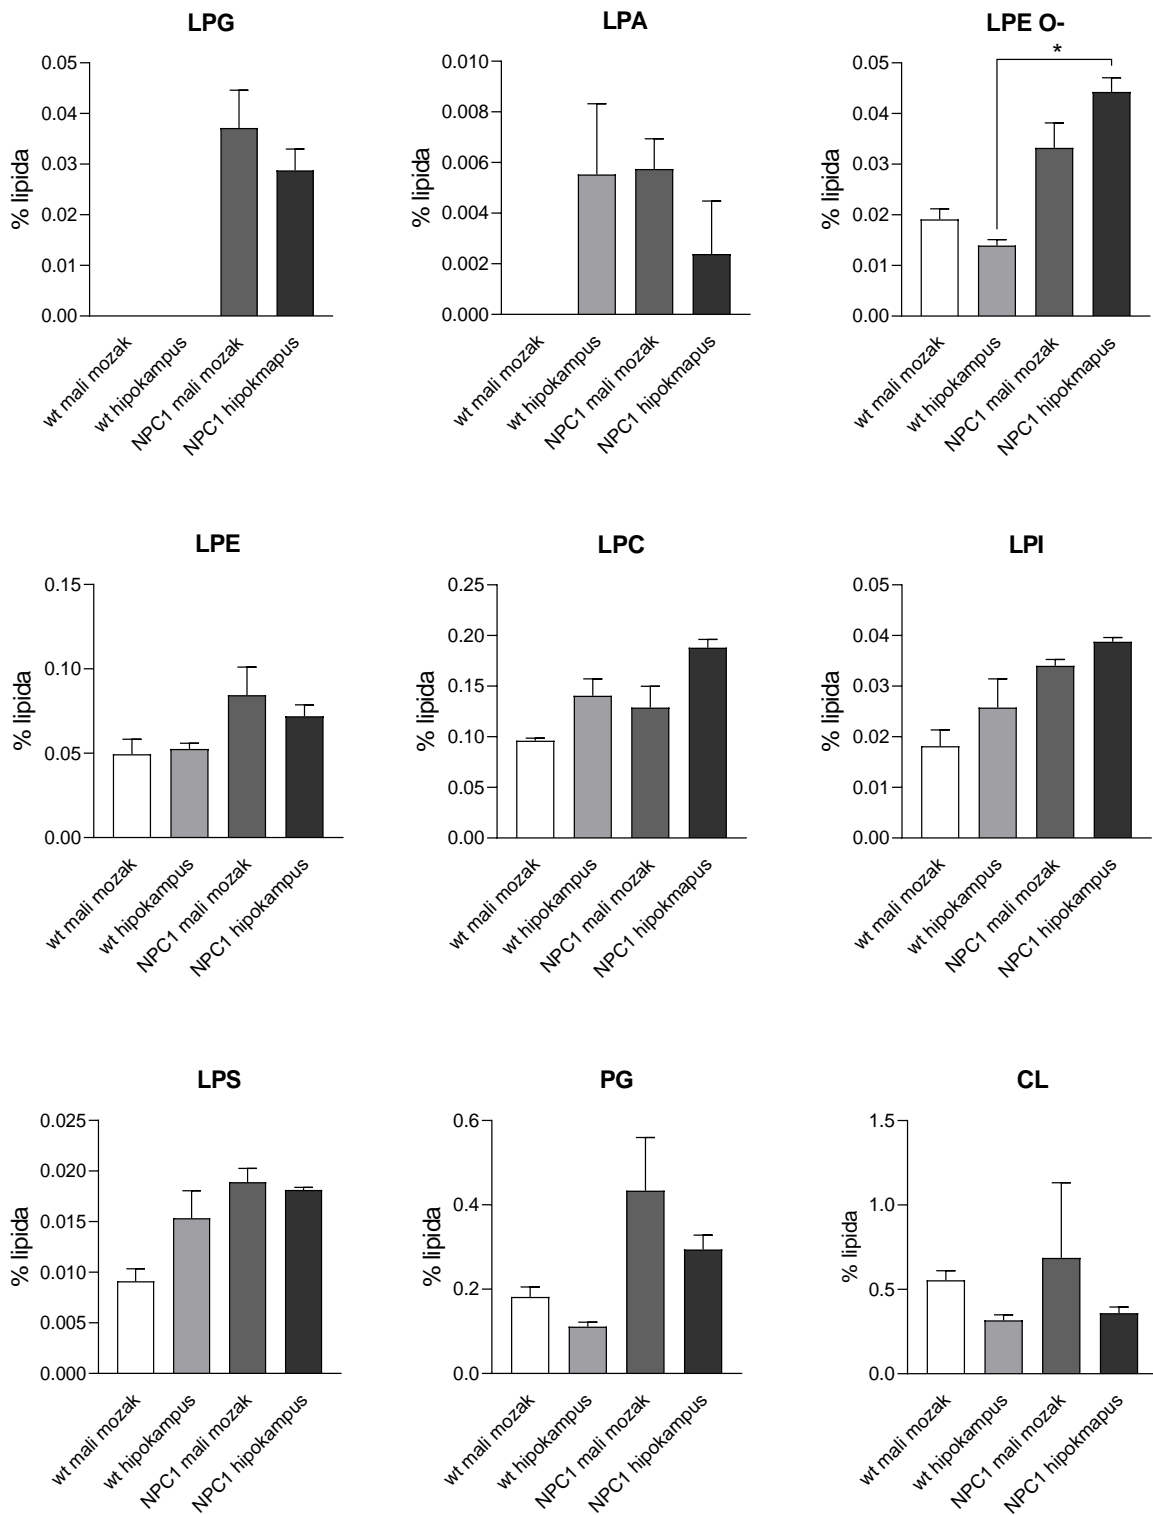 LPG
% lipida
0.05
0.04
0.03
0.02
0.01
0.00
wt mali mozak
wt hipokampus
NPC1 mali mozak
NPC1 hipokampus
LPA
% lipida
0.010
0.008
0.006
0.004
0.002
0.000
wt mali mozak
wt hipokampus
NPC1 mali mozak
NPC1 hipokmapus
LPE O-
*
% lipida
0.05
0.04
0.03
0.02
0.01
0.00
wt mali mozak
wt hipokampus
NPC1 mali mozak
NPC1 hipokmapus
LPE
% lipida
0.15
0.10
0.05
0.00
wt mali mozak
wt hipokampus
NPC1 mali mozak
NPC1 hipokampus
LPC
% lipida
0.25
0.20
0.15
0.10
0.05
0.00
wt mali mozak
wt hipokampus
NPC1 mali mozak
NPC1 hipokmapus
LPI
% lipida
0.05
0.04
0.03
0.02
0.01
0.00
wt mali mozak
wt hipokampus
NPC1 mali mozak
NPC1 hipokampus
LPS
% lipida
0.025
0.020
0.015
0.010
0.005
0.000
wt mali mozak
wt hipokampus
NPC1 mali mozak
NPC1 hipokampus
PG
% lipida
0.6
0.4
0.2
0.0
wt mali mozak
wt hipokampus
NPC1 mali mozak
NPC1 hipokampus
CL
% lipida
1.5
1.0
0.5
0.0
wt mali mozak
wt hipokampus
NPC1 mali mozak
NPC1 hipokmapus